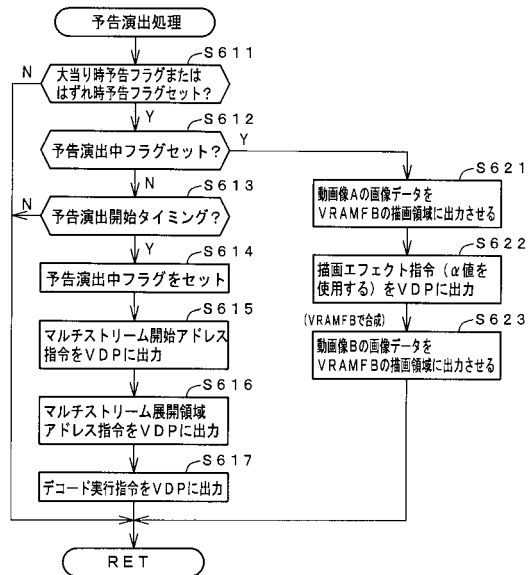 予告演出処理
S611
大当り時予告フラグまたは
はずれ時予告フラグセット?
N
Y
S612
予告演出中フラグセット?
Y
N
S613
予告演出開始タイミング?
N
Y
S614
予告演出中フラグをセット
S615
マルチストリーム開始アドレス
指令をVDPに出力
S616
マルチストリーム展開領域
アドレス指令をVDPに出力
S617
デコード実行指令をVDPに出力
S621
動画像Aの画像データを
VRAMFBの描画領域に出力させる
S622
描画エフェクト指令(α値を
使用する)をVDPに出力
(VRAMFBで合成)
S623
動画像Bの画像データを
VRAMFBの描画領域に出力させる
RET